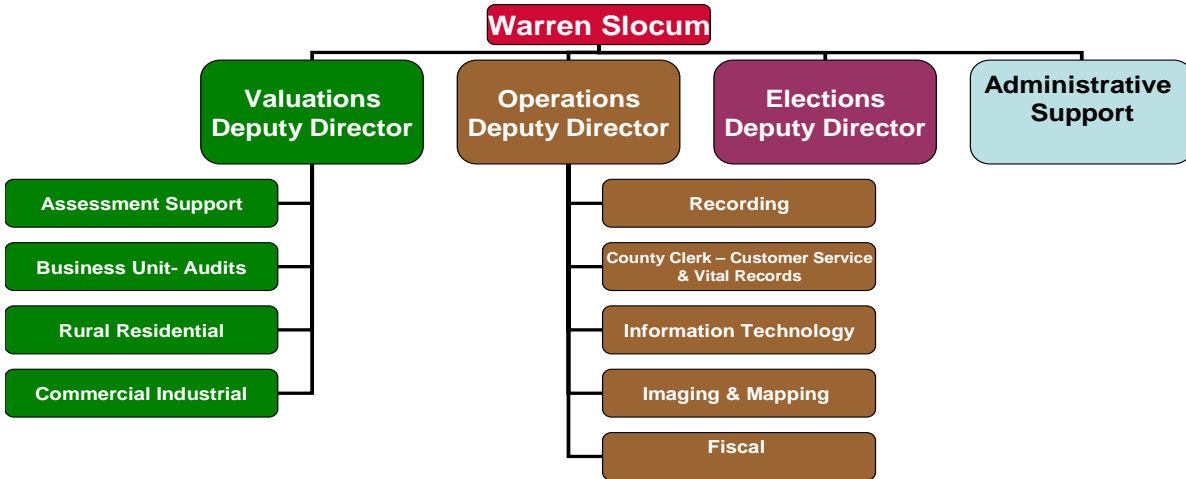 Warren Slocum
Valuations
Deputy Director
Operations
Deputy Director
Elections
Deputy Director
Administrative
Support
Assessment Support
Business Unit- Audits
Rural Residential
Commercial Industrial
Recording
County Clerk – Customer Service
& Vital Records
Information Technology
Imaging & Mapping
Fiscal